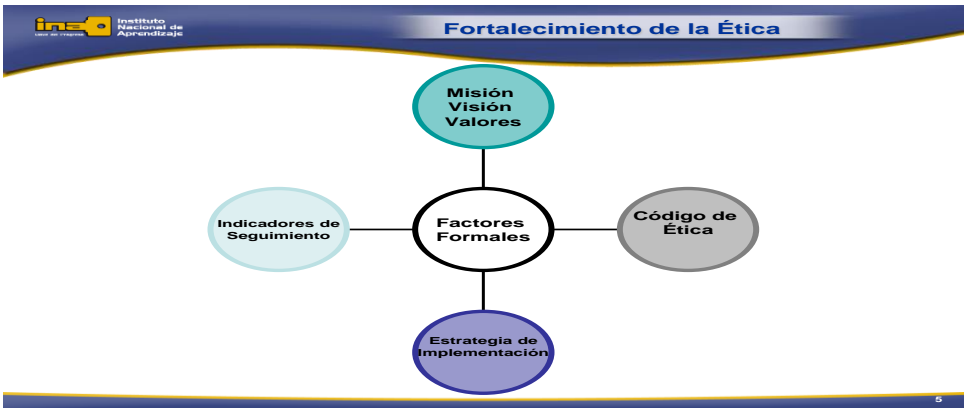 ina
Instituto
Nacional de
Aprendizaje
Fortalecimiento de la Ética
Misión
Visión
Valores
Indicadores de
Seguimiento
Factores
Formales
Código de
Ética
Estrategia de
Implementación
5